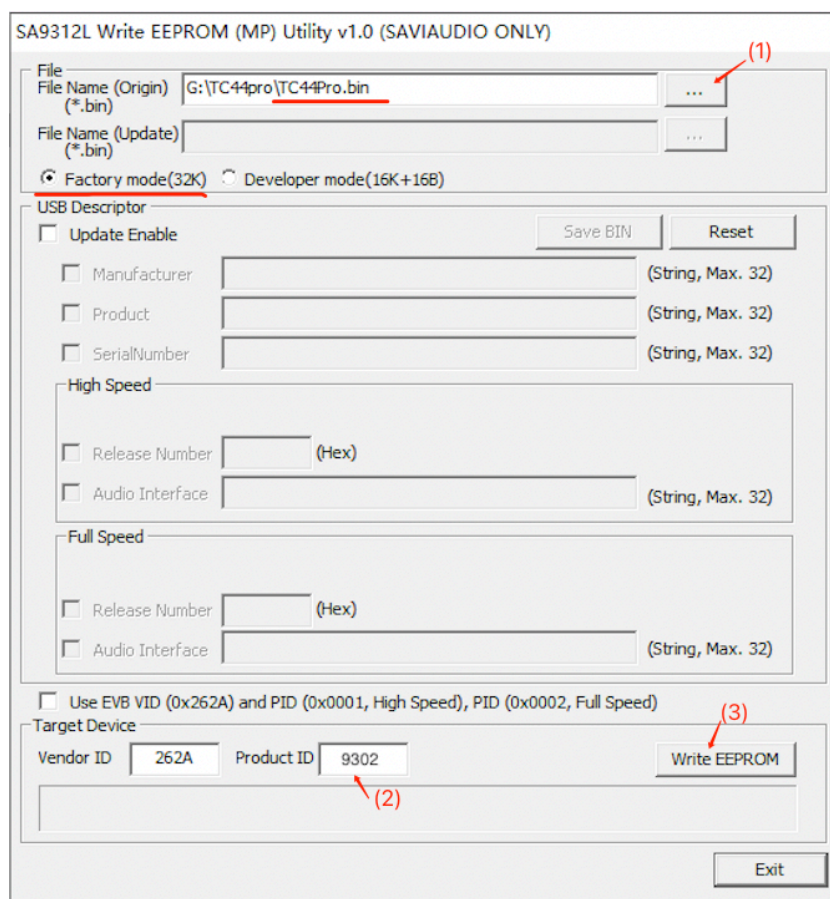 SA9312L Write EEPROM (MP) Utility v1.0 (SAVIAUDIO ONLY)
(1)
File
File Name (Origin) G:\TC44pro\TC44Pro.bin ...
(*.bin)
File Name (Update) ...
(*.bin)
Factory mode(32K) Developer mode(16K+16B)
USB Descriptor
Update Enable Save BIN Reset
Manufacturer (String, Max. 32)
Product (String, Max. 32)
SerialNumber (String, Max. 32)
High Speed
Release Number (Hex)
Audio Interface (String, Max. 32)
Full Speed
Release Number (Hex)
Audio Interface (String, Max. 32)
Use EVB VID (0x262A) and PID (0x0001, High Speed), PID (0x0002, Full Speed)
(3)
Target Device
Vendor ID 262A Product ID 9302 Write EEPROM
(2)
Exit